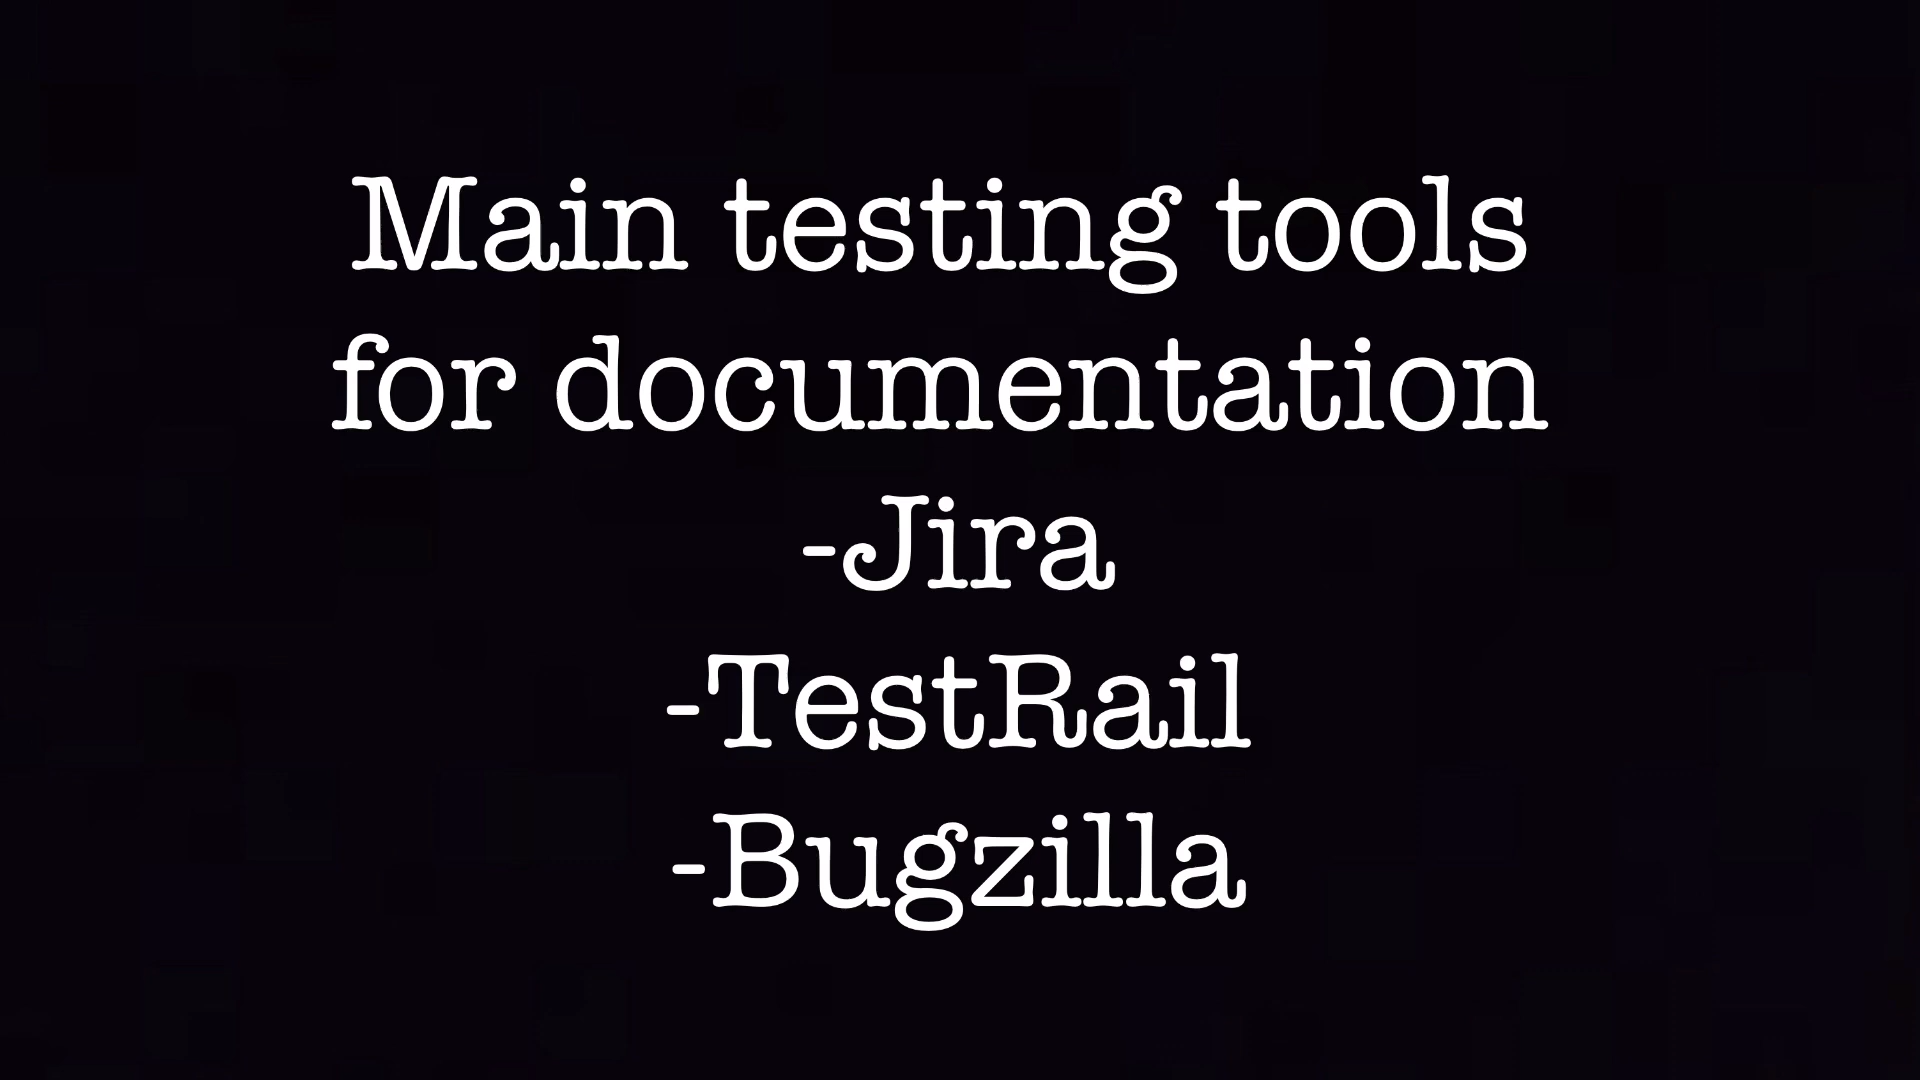 Main testing tools
for documentation
-Jira
-TestRail
-Bugzilla